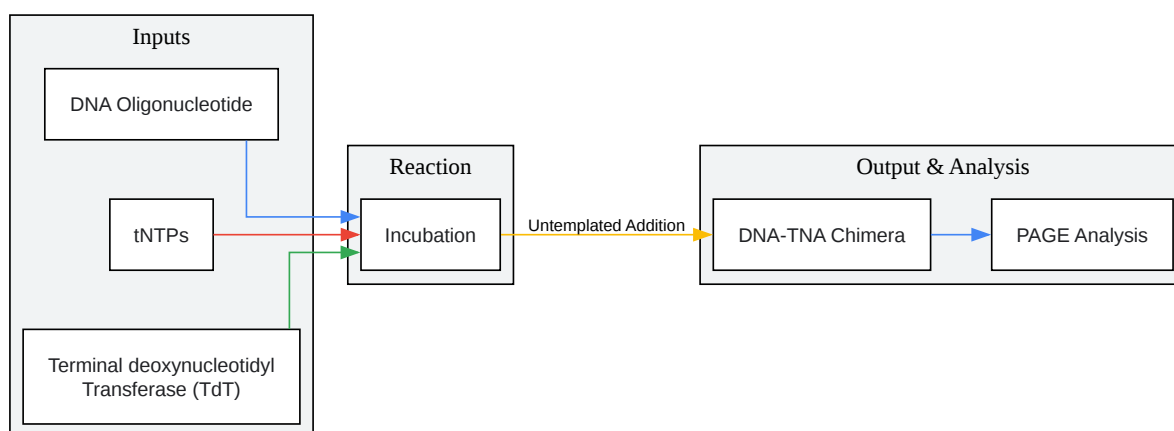 Inputs
DNA Oligonucleotide
tNTPs
Terminal deoxynucleotidyl
Transferase (TdT)
Reaction
Incubation
Untemplated Addition
Output & Analysis
DNA-TNA Chimera
PAGE Analysis